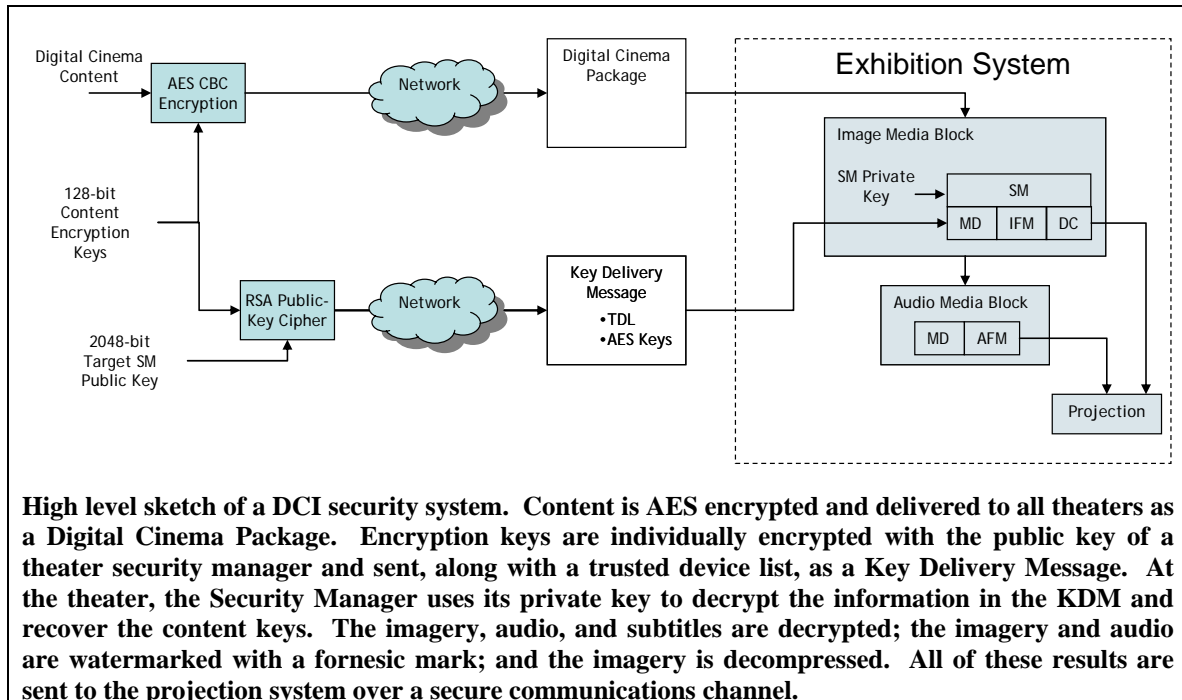 Digital Cinema
Content
AES CBC
Encryption
Network
Digital Cinema
Package
Exhibition System
Image Media Block
SM Private
Key
SM
MD
IFM
DC
128-bit
Content
Encryption
Keys
RSA Public-
Key Cipher
Network
Key Delivery
Message
•TDL
•AES Keys
Audio Media Block
MD
AFM
2048-bit
Target SM
Public Key
Projection
High level sketch of a DCI security system. Content is AES encrypted and delivered to all theaters as
a Digital Cinema Package. Encryption keys are individually encrypted with the public key of a
theater security manager and sent, along with a trusted device list, as a Key Delivery Message. At
the theater, the Security Manager uses its private key to decrypt the information in the KDM and
recover the content keys. The imagery, audio, and subtitles are decrypted; the imagery and audio
are watermarked with a fornesic mark; and the imagery is decompressed. All of these results are
sent to the projection system over a secure communications channel.